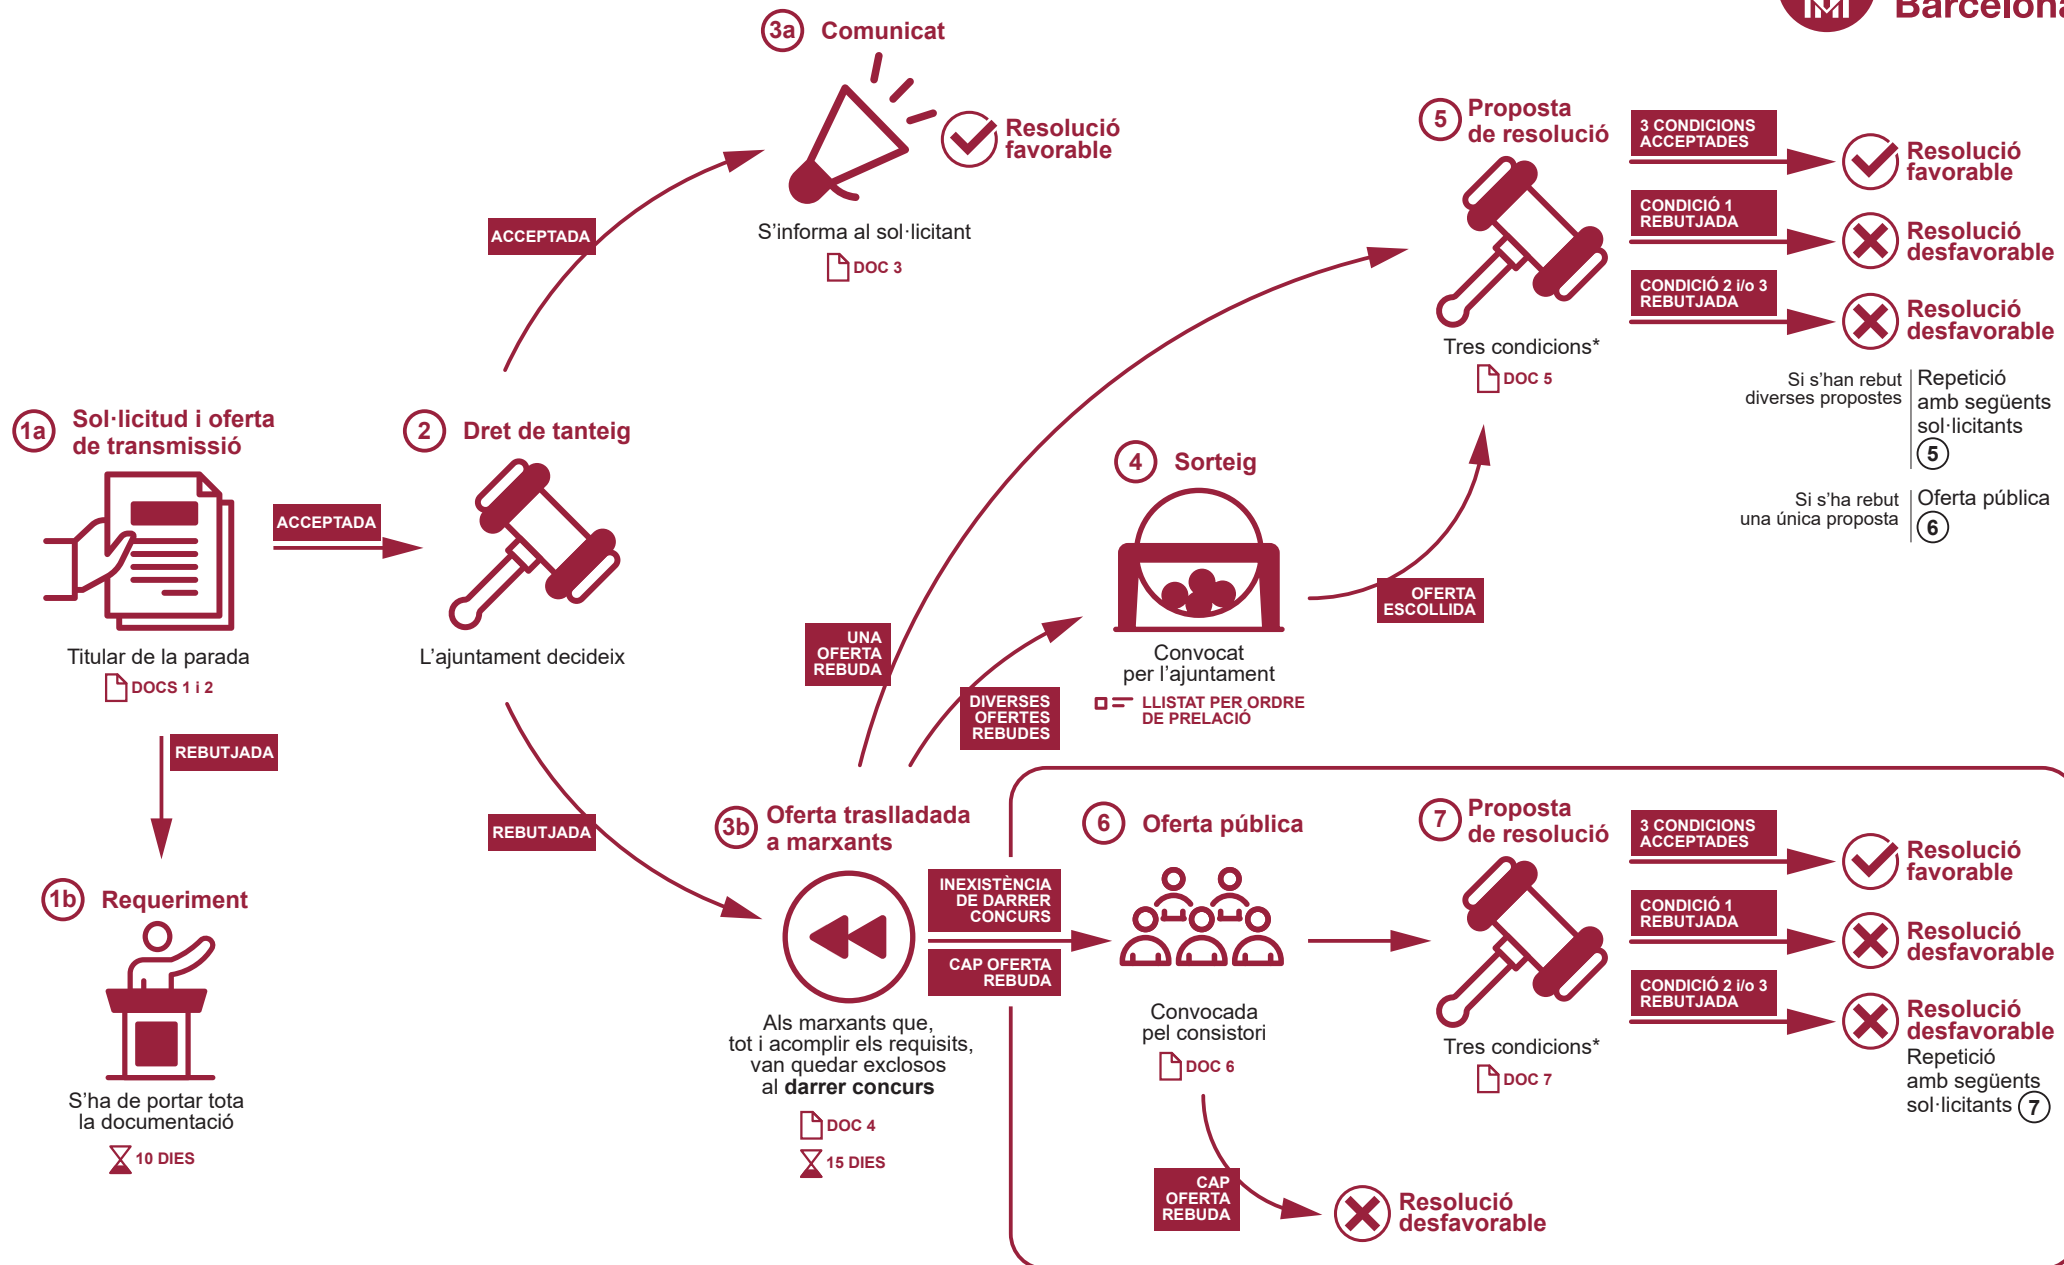 Barcelona
3a Comunicat
Resolució
favorable
S'informa al sol·licitant
DOC 3
ACCEPTADA
1a Sol·licitud i oferta
de transmissió
Titular de la parada
DOCS 1 i 2
ACCEPTADA
REBUTJADA
1b Requeriment
S'ha de portar tota
la documentació
10 DIES
2 Dret de tanteig
L'ajuntament decideix
REBUTJADA
3b Oferta traslladada
a marxants
Als marxants que,
tot i acomplir els requisits,
van quedar exclosos
al darrer concurs
DOC 4
15 DIES
UNA
OFERTA
REBUDA
DIVERSES
OFERTES
REBUDES
4 Sorteig
Convocat
per l'ajuntament
LLISTAT PER ORDRE
DE PRELACIÓ
OFERTA
ESCOLLIDA
5 Proposta
de resolució
Tres condicions*
DOC 5
3 CONDICIONS
ACCEPTADES
Resolució
favorable
CONDICIÓ 1
REBUTJADA
Resolució
desfavorable
CONDICIÓ 2 i/o 3
REBUTJADA
Resolució
desfavorable
Si s'han rebut
diverses propostes
Repetició
amb següents
sol·licitants
5
Si s'ha rebut
una única proposta
Oferta pública
6
INEXISTÈNCIA
DE DARRER
CONCURS
CAP OFERTA
REBUDA
6 Oferta pública
Convocada
pel consistori
DOC 6
CAP
OFERTA
REBUDA
Resolució
desfavorable
7 Proposta
de resolució
Tres condicions*
DOC 7
3 CONDICIONS
ACCEPTADES
Resolució
favorable
CONDICIÓ 1
REBUTJADA
Resolució
desfavorable
CONDICIÓ 2 i/o 3
REBUTJADA
Resolució
desfavorable
Repetició
amb següents
sol·licitants 7